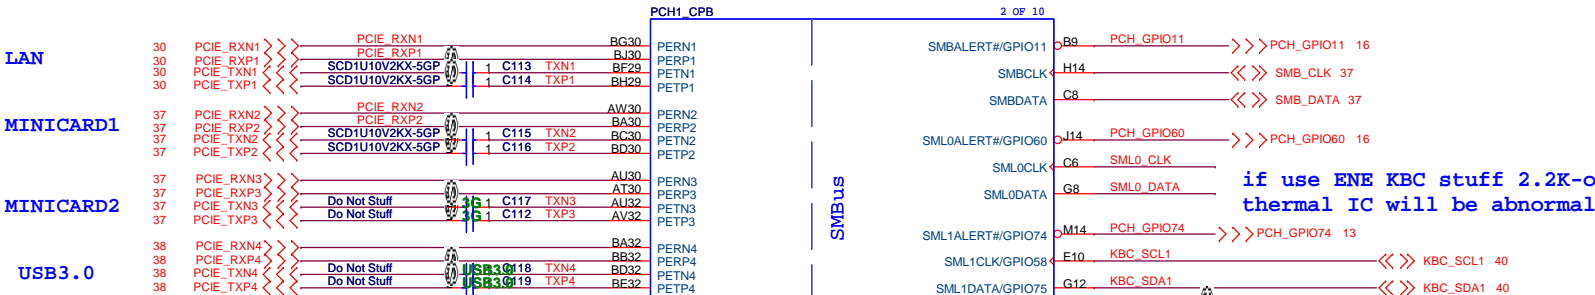 PCH1_CPB 2 OF 10
LAN
30 PCIE_RXN1 PCIE_RXN1 BG30 PERN1
30 PCIE_RXP1 PCIE_RXP1 BJ30 PERP1
30 PCIE_TXN1 SCD1U10V2KX-5GP 1 C113 TXN1 BF29 PETN1
30 PCIE_TXP1 SCD1U10V2KX-5GP 1 C114 TXP1 BH29 PETP1
MINICARD1
37 PCIE_RXN2 PCIE_RXN2 AW30 PERN2
37 PCIE_RXP2 PCIE_RXP2 BA30 PERP2
37 PCIE_TXN2 SCD1U10V2KX-5GP 1 C115 TXN2 BC30 PETN2
37 PCIE_TXP2 SCD1U10V2KX-5GP 1 C116 TXP2 BD30 PETP2
MINICARD2
37 PCIE_RXN3 AU30 PERN3
37 PCIE_RXP3 AT30 PERP3
37 PCIE_TXN3 Do Not Stuff 3G 1 C117 TXN3 AU32 PETN3
37 PCIE_TXP3 Do Not Stuff 3G 1 C112 TXP3 AV32 PETP3
USB3.0
38 PCIE_RXN4 BA32 PERN4
38 PCIE_RXP4 BB32 PERP4
38 PCIE_TXN4 Do Not Stuff USB3.0 C118 TXN4 BD32 PETN4
38 PCIE_TXP4 Do Not Stuff USB3.0 C119 TXP4 BE32 PETP4
SMBus
SMBALERT#/GPIO11 B9 PCH_GPIO11 PCH_GPIO11 16
SMBCLK H14 SMB_CLK 37
SMBDATA C8 SMB_DATA 37
SML0ALERT#/GPIO60 J14 PCH_GPIO60 PCH_GPIO60 16
SML0CLK C6 SML0_CLK
SML0DATA G8 SML0_DATA
if use ENE KBC stuff 2.2K-o
thermal IC will be abnormal
SML1ALERT#/GPIO74 M14 PCH_GPIO74 PCH_GPIO74 13
SML1CLK/GPIO58 E10 KBC_SCL1 KBC_SCL1 40
SML1DATA/GPIO75 G12 KBC_SDA1 KBC_SDA1 40